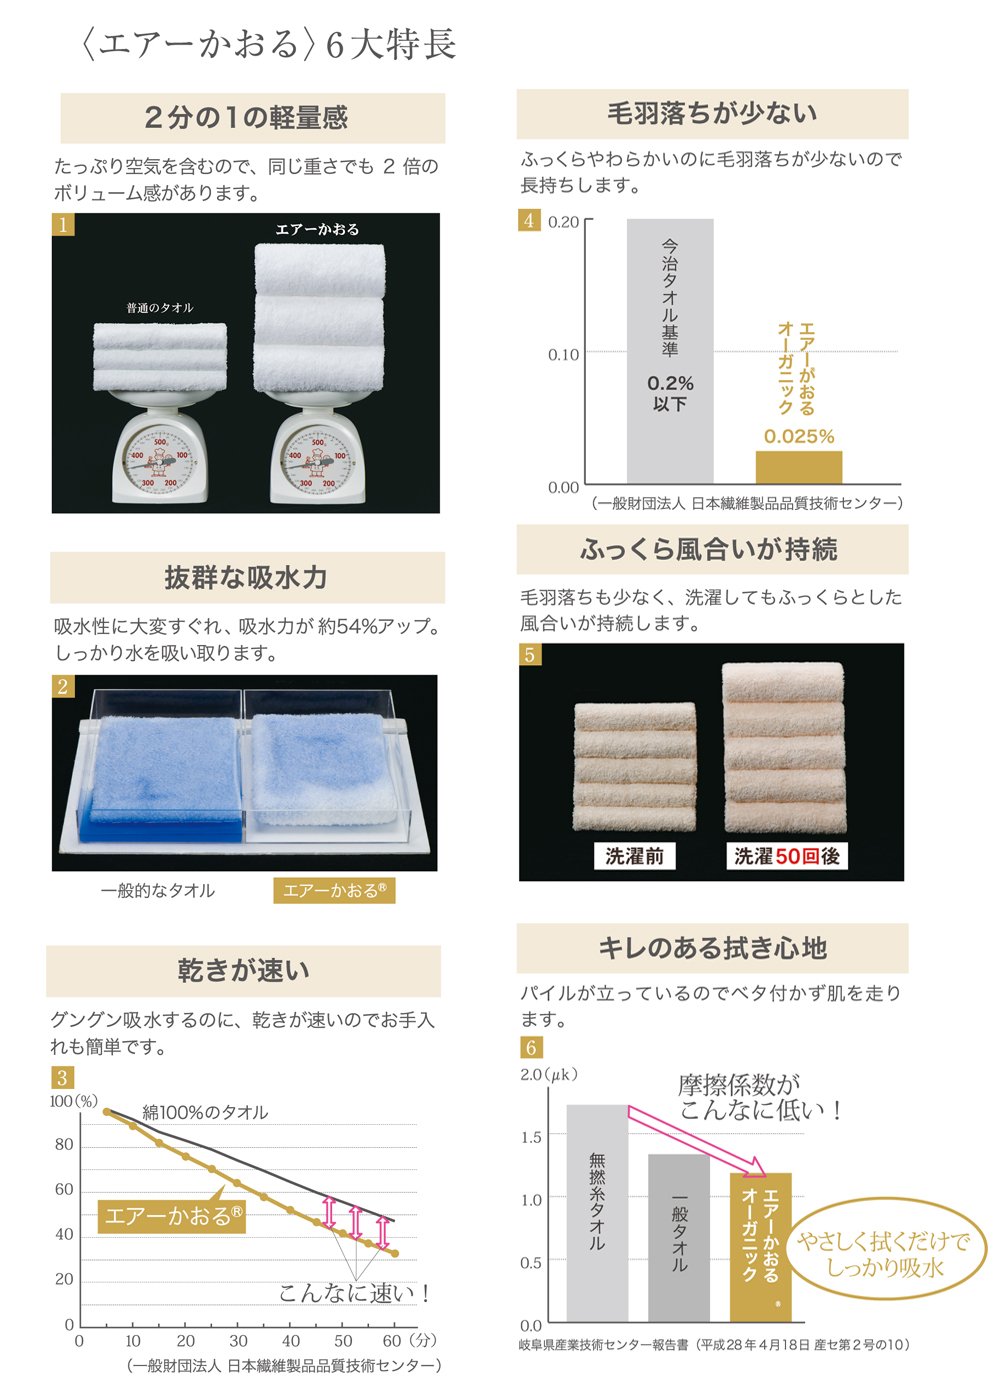 〈エアーかおる〉6大特長
2分の1の軽量感
たっぷり空気を含むので、同じ重さでも 2 倍の
ボリューム感があります。
1
エアーかおる
普通のタオル
500g
400
100
300
200
500g
400
100
300
200
抜群な吸水力
吸水性に大変すぐれ、吸水力が約54%アップ。
しっかり水を吸い取ります。
2
一般的なタオル
エアーかおる®
乾きが速い
グングン吸水するのに、乾きが速いのでお手入
れも簡単です。
3
100(%)
綿100%のタオル
80
60
エアーかおる®
40
20
こんなに速い！
0
0 10 20 30 40 50 60(分)
（一般財団法人 日本繊維製品品質技術センター）
毛羽落ちが少ない
ふっくらやわらかいのに毛羽落ちが少ないので
長持ちします。
4
0.20
今治タオル基準
0.2%
以下
0.10
エアーがおる
オーガニック
0.025%
0.00
（一般財団法人 日本繊維製品品質技術センター）
ふっくら風合いが持続
毛羽落ちも少なく、洗濯してもふっくらとした
風合いが持続します。
5
洗濯前
洗濯50回後
キレのある拭き心地
パイルが立っているのでベタ付かず肌を走り
ます。
6
2.0(μk)
摩擦係数が
こんなに低い！
1.5
無撚糸タオル
一般タオル
エアーかおる
オーガニック
®
1.0
0.5
0.0
やさしく拭くだけで
しっかり吸水
岐阜県産業技術センター報告書（平成28年4月18日 産セ第2号の10）